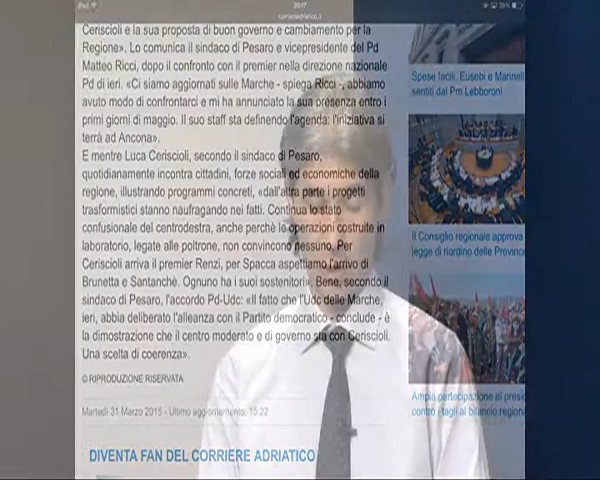 iPad
20:17
39%
corriereadriatico.it
Ceriscioli e la sua proposta di buon governo e cambiamento per la
Regione». Lo comunica il sindaco di Pesaro e vicepresidente del Pd
Matteo Ricci, dopo il confronto con il premier nella direzione nazionale
Pd di ieri. «Ci siamo aggiornati sulle Marche - spiega Ricci -, abbiamo
avuto modo di confrontarci e mi ha annunciato la sua presenza entro i
primi giorni di maggio. Il suo staff sta definendo l'agenda: l'iniziativa si
terrà ad Ancona».
E mentre Luca Ceriscioli, secondo il sindaco di Pesaro,
quotidianamente incontra cittadini, forze sociali ed economiche della
regione, illustrando programmi concreti, «dall'altra parte i progetti
trasformistici stanno naufragando nei fatti. Continua lo stato
confusionale del centrodestra, anche perchè le operazioni costruite in
laboratorio, legate alle poltrone, non convincono nessuno. Per
Ceriscioli arriva il premier Renzi, per Spacca aspettiamo l'arrivo di
Brunetta e Santanchè. Ognuno ha i suoi sostenitori». Bene, secondo il
sindaco di Pesaro, l'accordo Pd-Udc: «Il fatto che l'Udc delle Marche,
ieri, abbia deliberato l'alleanza con il Partito democratico - conclude - è
la dimostrazione che il centro moderato e di governo sta con Ceriscioli.
Una scelta di coerenza».
© RIPRODUZIONE RISERVATA
Martedì 31 Marzo 2015 - Ultimo aggiornamento: 15:22
DIVENTA FAN DEL CORRIERE ADRIATICO
Spese facili, Eusebi e Marinelli
sentiti dal Pm Lebboroni
Il Consiglio regionale approva
legge di riordino delle Province
Ampia partecipazione al presi
contro i tagli al bilancio region